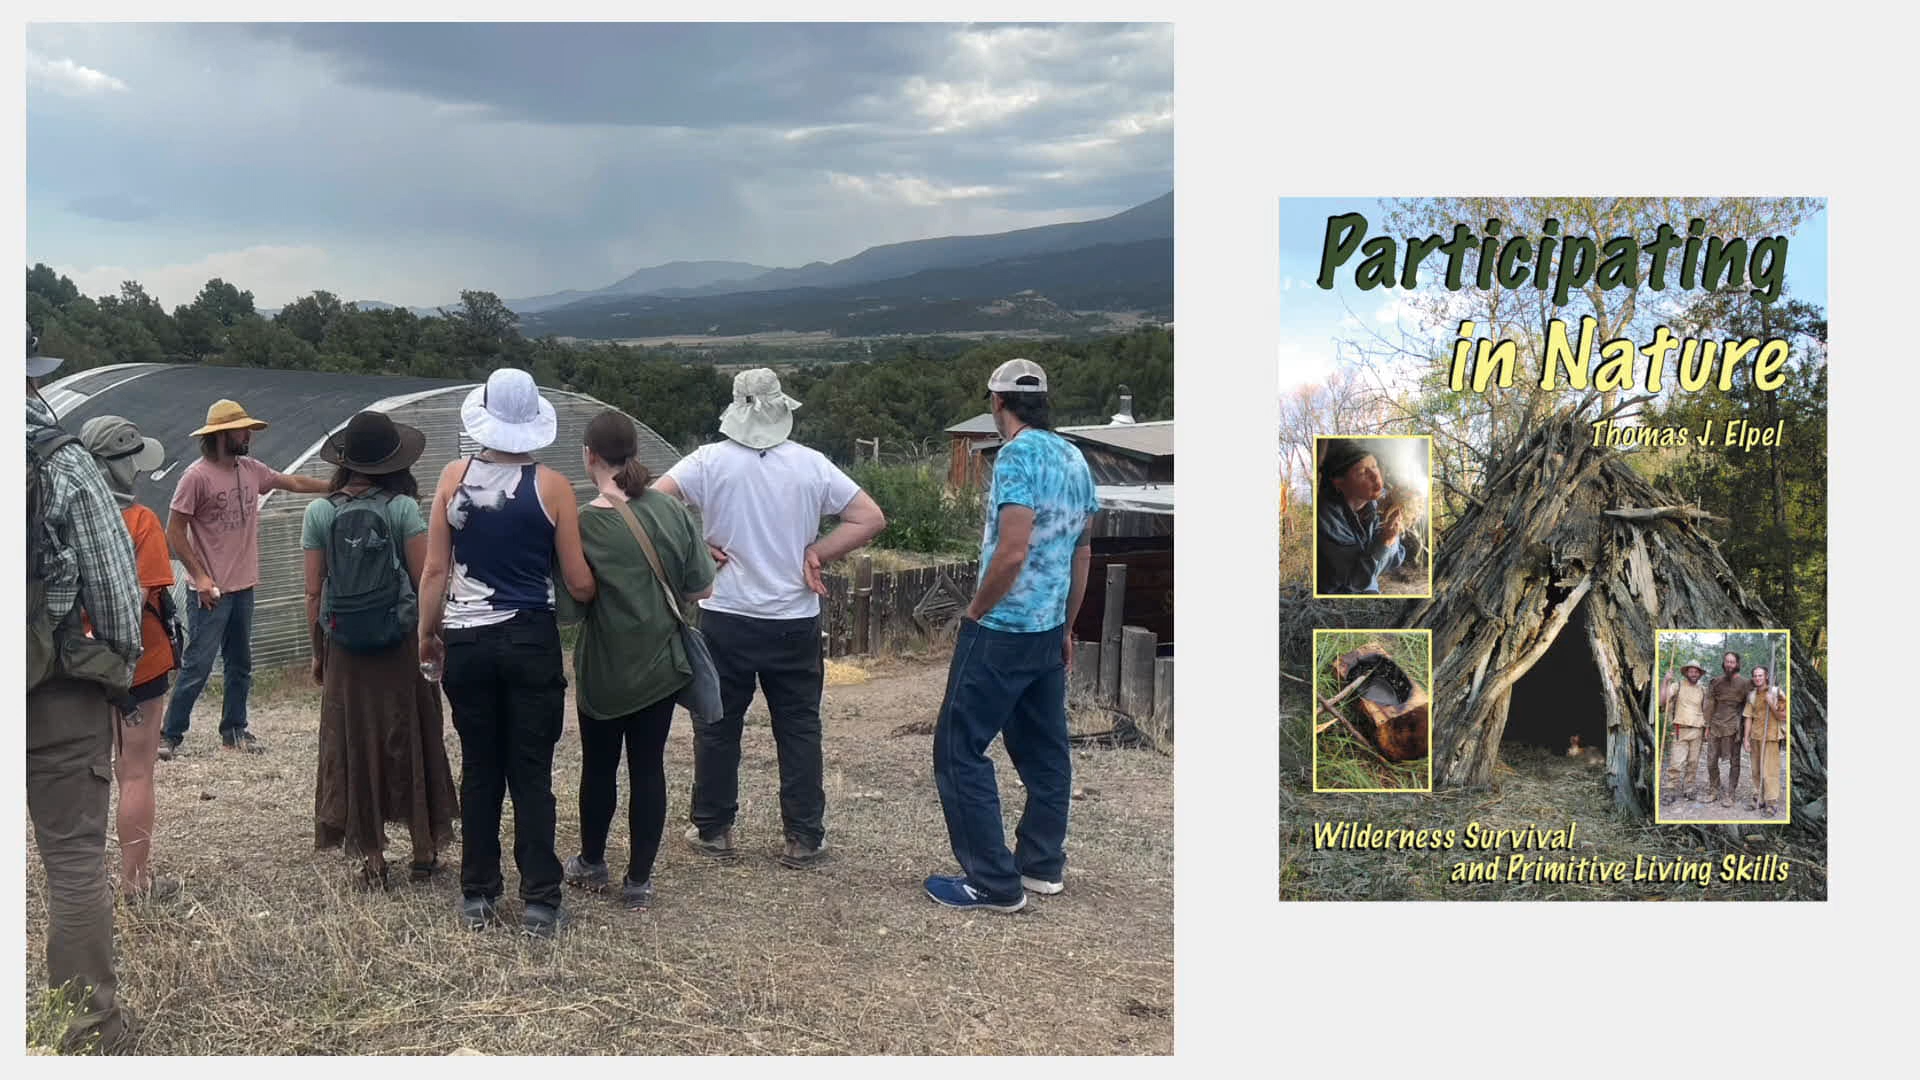 Participating
in Nature
Thomas J. Elpel
Wilderness Survival
and Primitive Living Skills